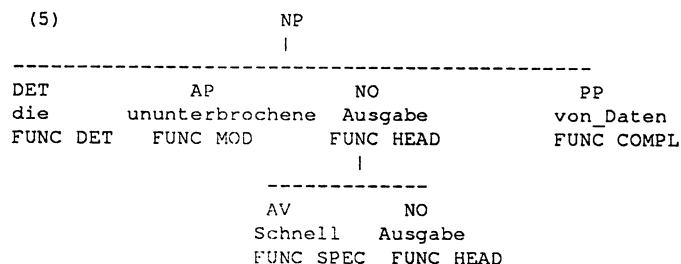 (5) NP
|
--------------------------------------------------
DET AP NO PP
die ununterbrochene Ausgabe von_Daten
FUNC DET FUNC MOD FUNC HEAD FUNC COMPL
|
--------------
AV NO
Schnell Ausgabe
FUNC SPEC FUNC HEAD